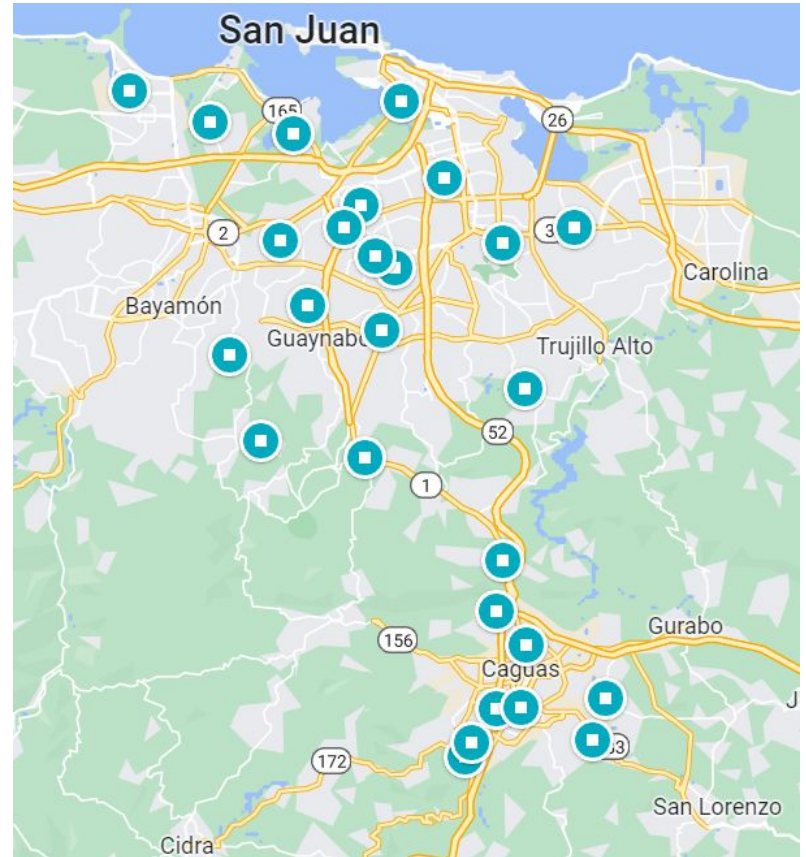 San Juan
165
26
2
3
Carolina
Bayamón
Guaynabo
Trujillo Alto
52
1
156
Gurabo
Caguas
J
172
San Lorenzo
Cidra